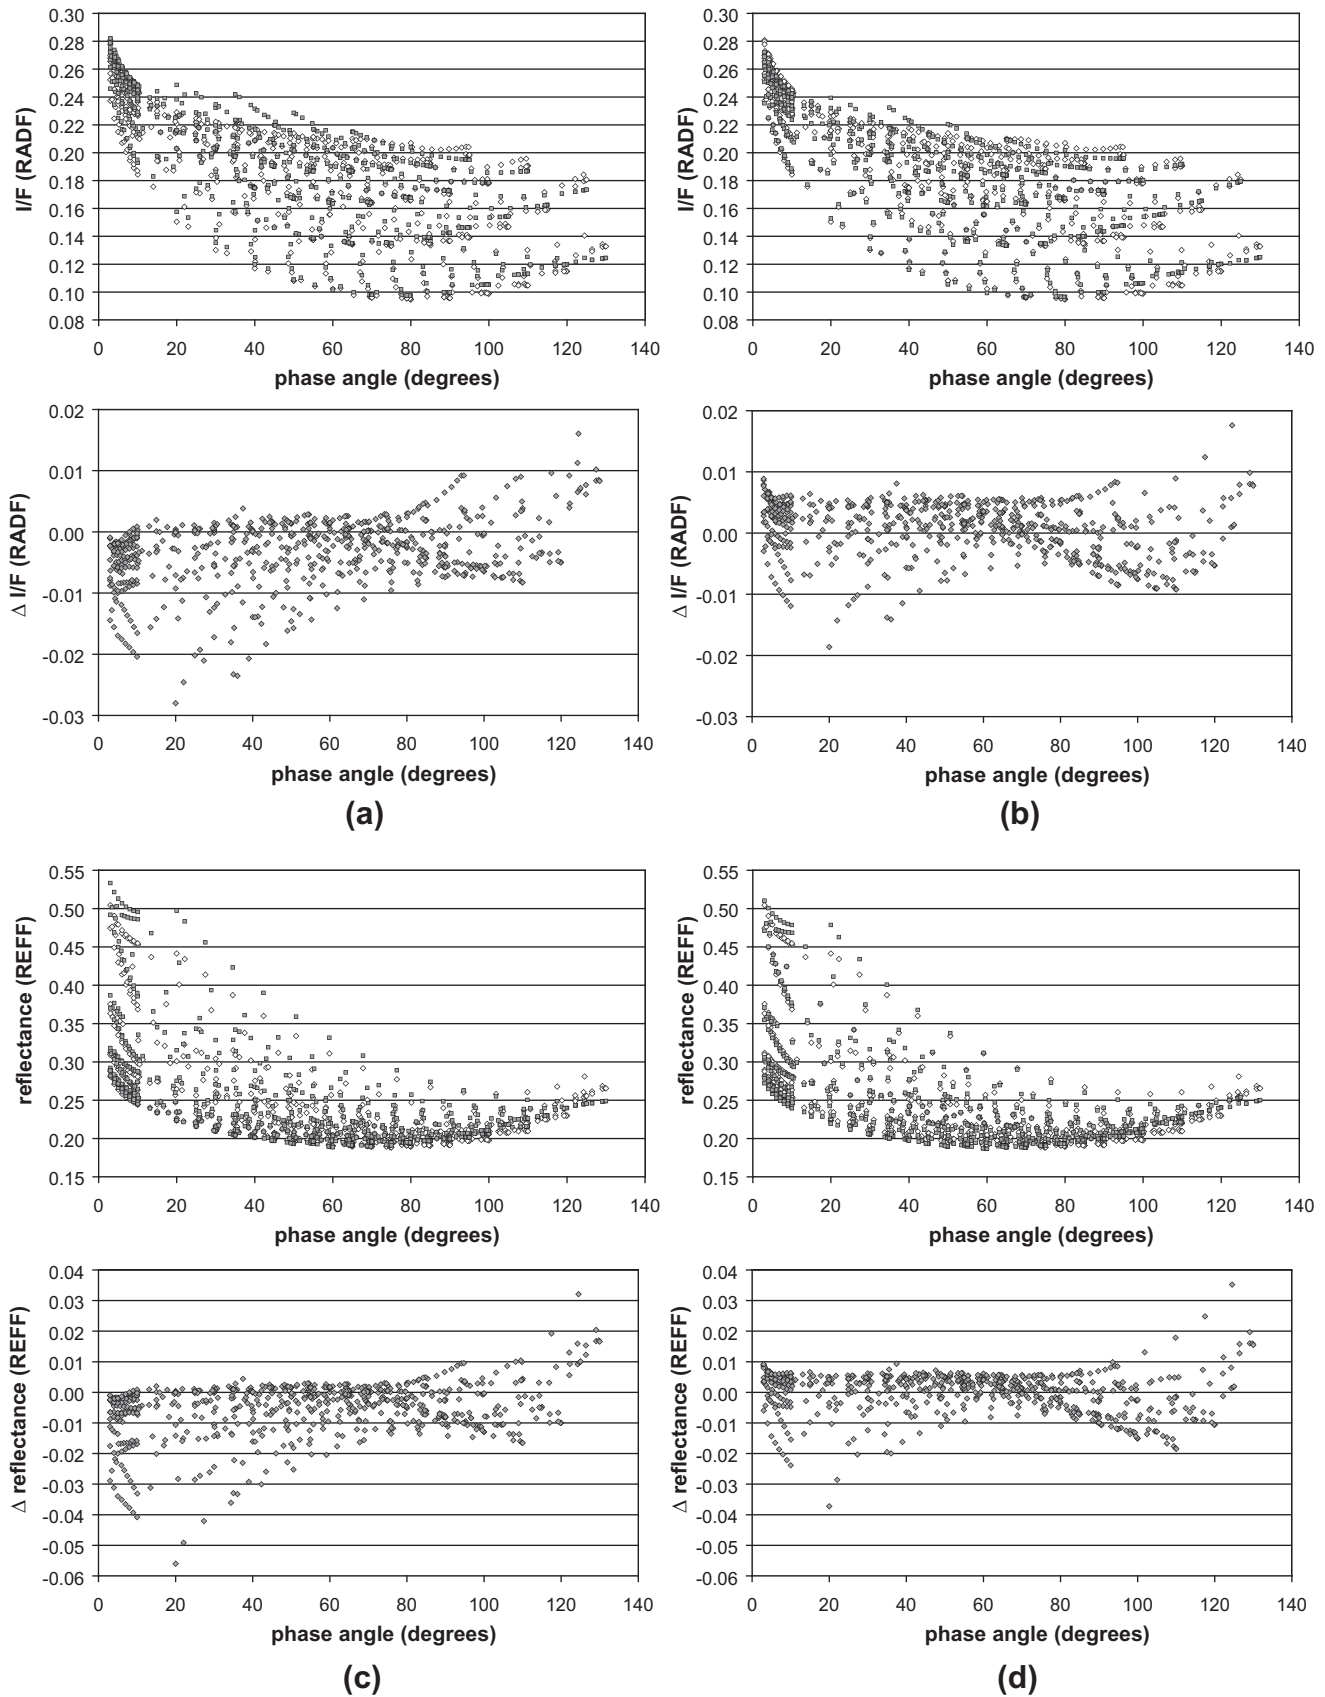 0.30
0.28
0.26
0.24
0.22
0.20
0.18
0.16
0.14
0.12
0.10
0.08
I/F (RADF)
0 20 40 60 80 100 120 140
phase angle (degrees)
0.30
0.28
0.26
0.24
0.22
0.20
0.18
0.16
0.14
0.12
0.10
0.08
I/F (RADF)
0 20 40 60 80 100 120 140
phase angle (degrees)
0.02
0.01
0.00
-0.01
-0.02
-0.03
Δ I/F (RADF)
0 20 40 60 80 100 120 140
phase angle (degrees)
(a)
0.02
0.01
0.00
-0.01
-0.02
-0.03
Δ I/F (RADF)
0 20 40 60 80 100 120 140
phase angle (degrees)
(b)
0.55
0.50
0.45
0.40
0.35
0.30
0.25
0.20
0.15
reflectance (REFF)
0 20 40 60 80 100 120 140
phase angle (degrees)
0.55
0.50
0.45
0.40
0.35
0.30
0.25
0.20
0.15
reflectance (REFF)
0 20 40 60 80 100 120 140
phase angle (degrees)
0.04
0.03
0.02
0.01
0.00
-0.01
-0.02
-0.03
-0.04
-0.05
-0.06
Δ reflectance (REFF)
0 20 40 60 80 100 120 140
phase angle (degrees)
(c)
0.04
0.03
0.02
0.01
0.00
-0.01
-0.02
-0.03
-0.04
-0.05
-0.06
Δ reflectance (REFF)
0 20 40 60 80 100 120 140
phase angle (degrees)
(d)